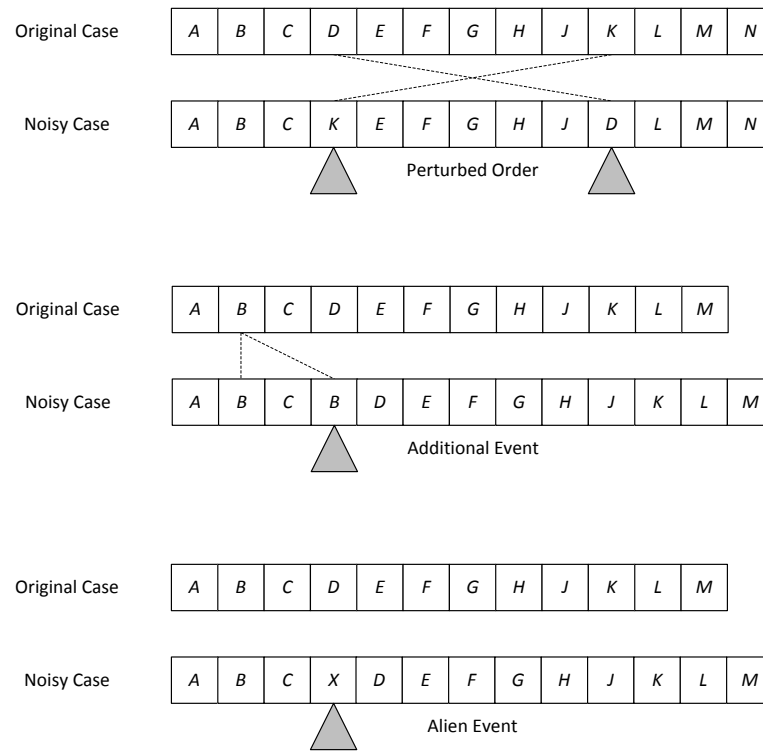 Original Case A B C D E F G H J K L M N
Noisy Case A B C K E F G H J D L M N
Perturbed Order
Original Case A B C D E F G H J K L M
Noisy Case A B C B D E F G H J K L M
Additional Event
Original Case A B C D E F G H J K L M
Noisy Case A B C X D E F G H J K L M
Alien Event